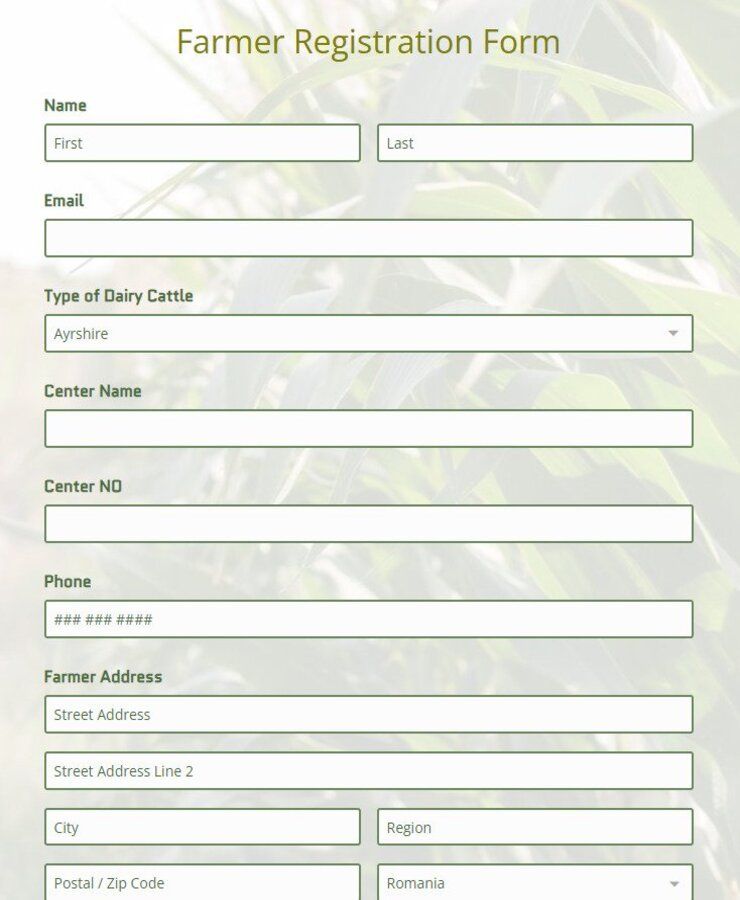 Farmer Registration Form
Name
First Last
Email
Type of Dairy Cattle
Ayrshire
Center Name
Center NO
Phone
### ### ####
Farmer Address
Street Address
Street Address Line 2
City Region
Postal / Zip Code Romania